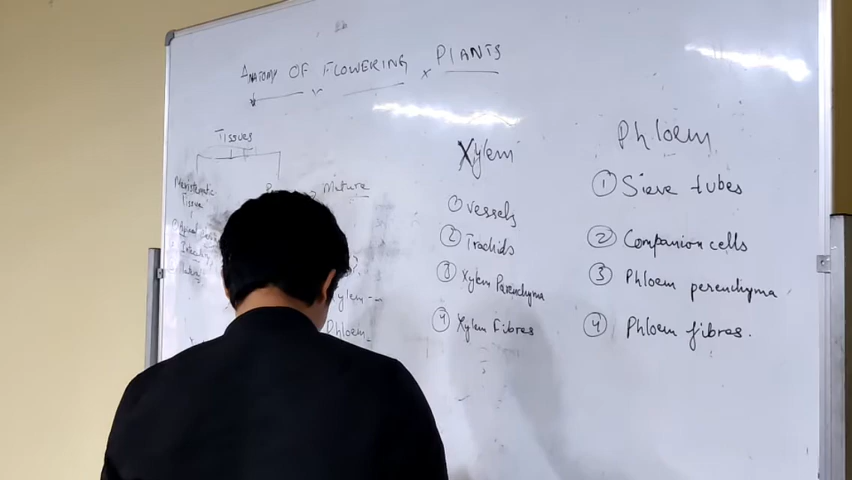 ANATOMY OF FLOWERING PLANTS
Tissues
Meristematic
Tissue
Mature
Xylem
Phloem
Xylem
① Vessels
② Trachids
③ Xylem Parenchyma
④ Xylem Fibres
Phloem
① Sieve tubes
② Companion cells
③ Phloem perenchyma
④ Phloem fibres.